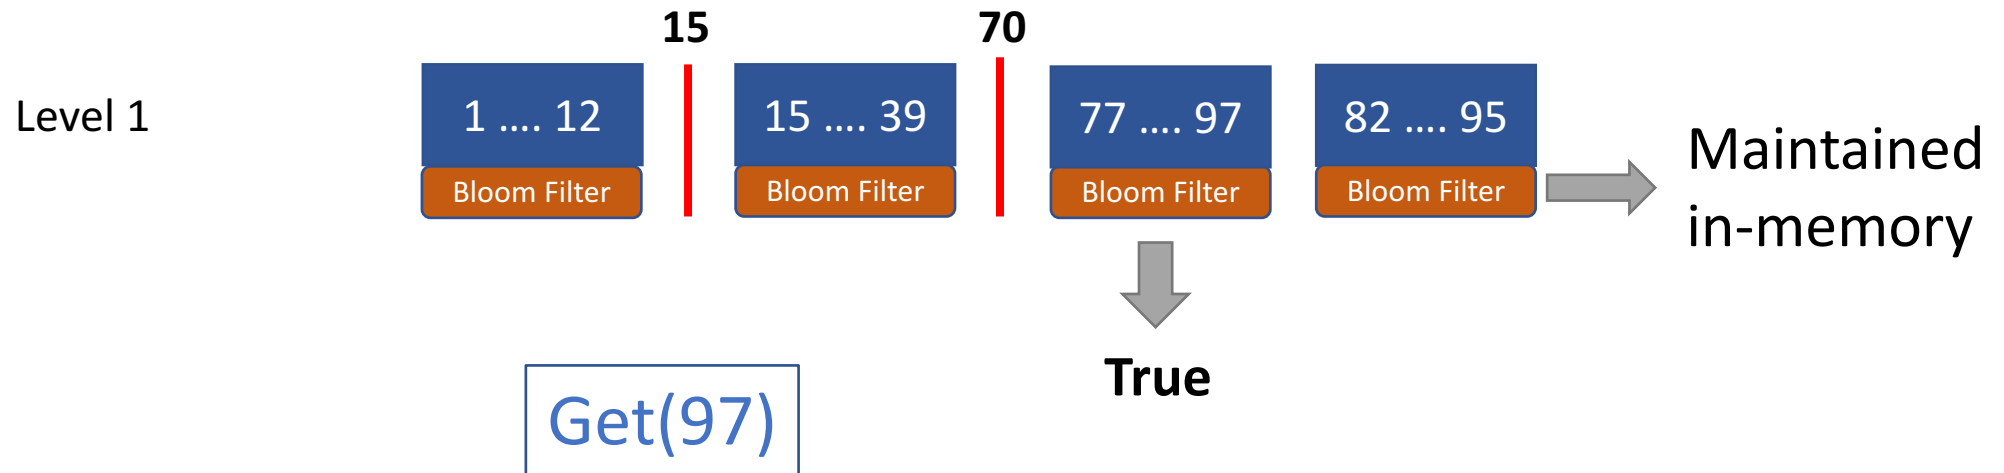 15
70
Level 1
1 .... 12
15 .... 39
77 .... 97
82 .... 95
Bloom Filter
Bloom Filter
Bloom Filter
Bloom Filter
Maintained
in-memory
True
Get(97)